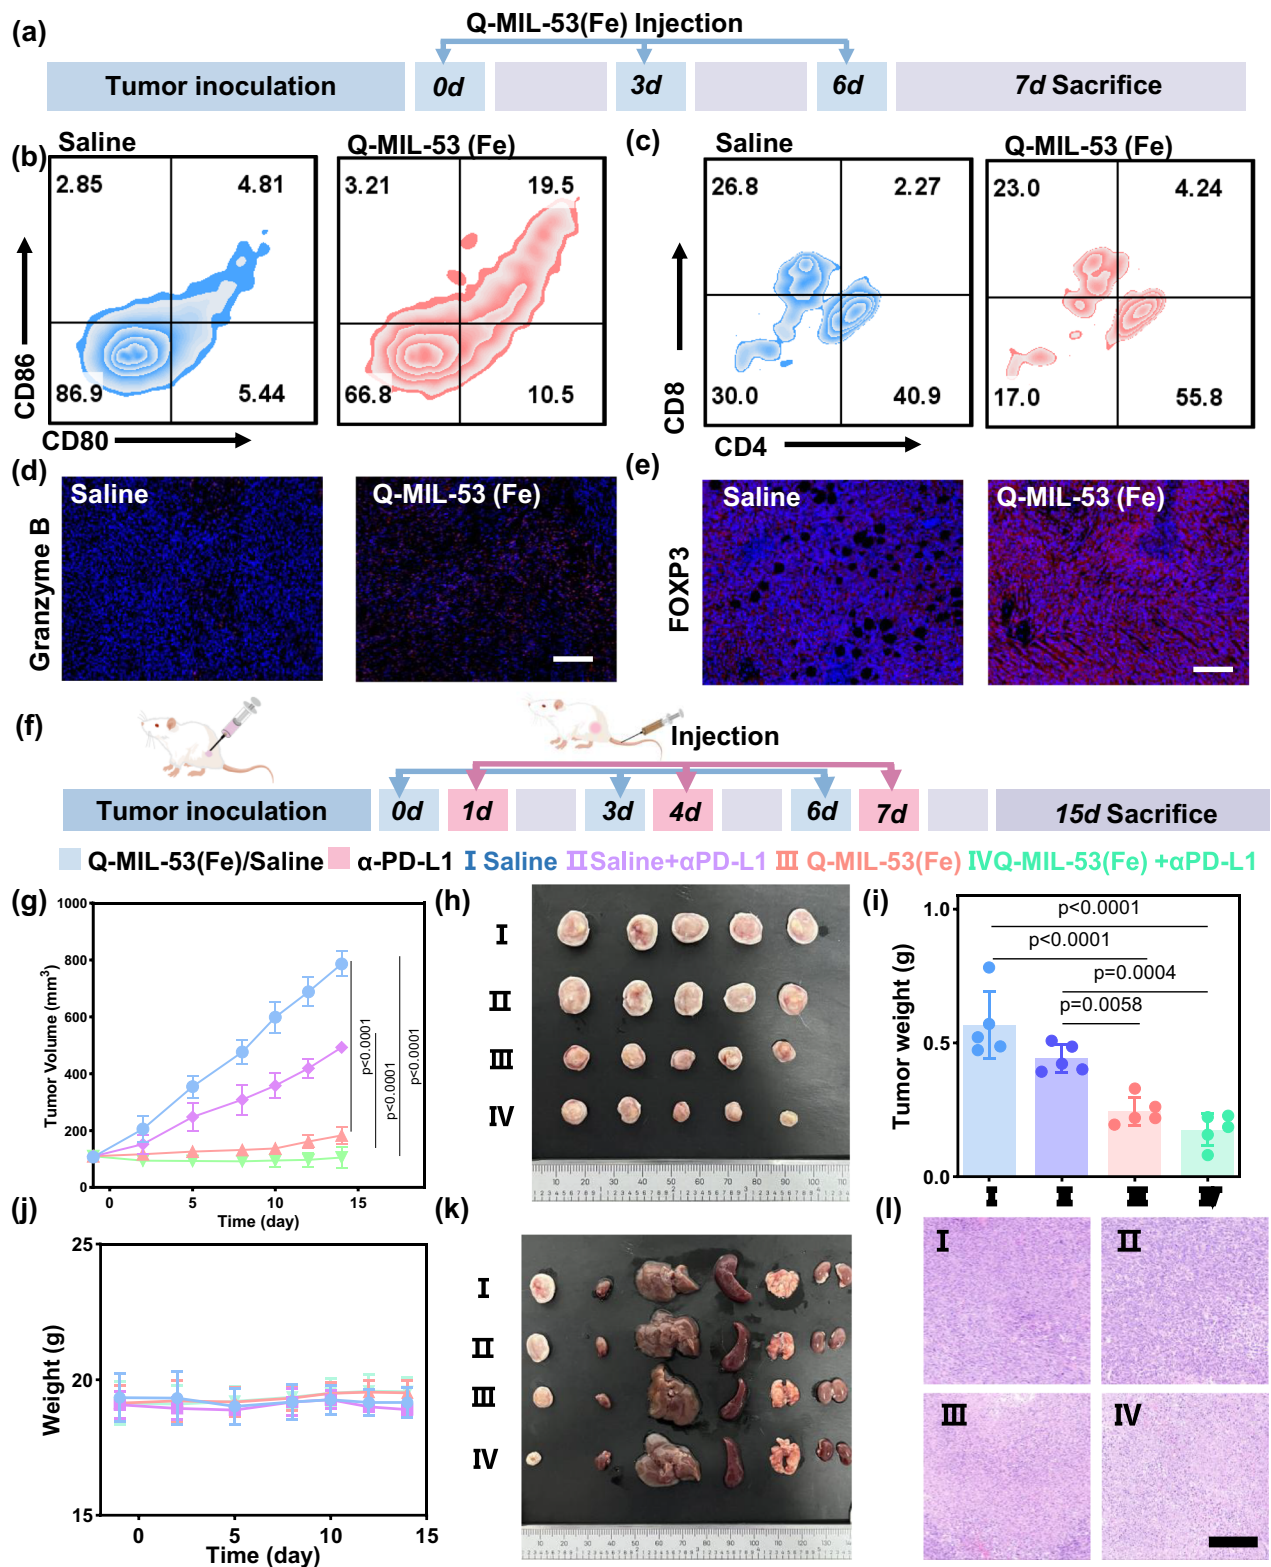 (a)
Q-MIL-53(Fe) Injection
Tumor inoculation
0d
3d
6d
7d Sacrifice
(b)
Saline
Q-MIL-53 (Fe)
2.85
4.81
86.9
5.44
3.21
19.5
66.8
10.5
CD86
CD80
(c)
Saline
Q-MIL-53 (Fe)
26.8
2.27
30.0
40.9
23.0
4.24
17.0
55.8
CD8
CD4
(d)
Granzyme B
Saline
Q-MIL-53 (Fe)
(e)
FOXP3
Saline
Q-MIL-53 (Fe)
(f)
Injection
Tumor inoculation
0d
1d
3d
4d
6d
7d
15d Sacrifice
Q-MIL-53(Fe)/Saline
α-PD-L1
I Saline
II Saline+αPD-L1
III Q-MIL-53(Fe)
IV Q-MIL-53(Fe) +αPD-L1
(g)
Tumor Volume (mm³)
1000
800
600
400
200
0
0
5
10
15
Time (day)
p<0.0001
p<0.0001
p<0.0001
(h)
I
II
III
IV
(i)
Tumor weight (g)
1.0
0.5
0.0
p<0.0001
p<0.0001
p=0.0004
p=0.0058
I
II
III
IV
(j)
Weight (g)
25
20
15
0
5
10
15
Time (day)
(k)
I
II
III
IV
(l)
I
II
III
IV